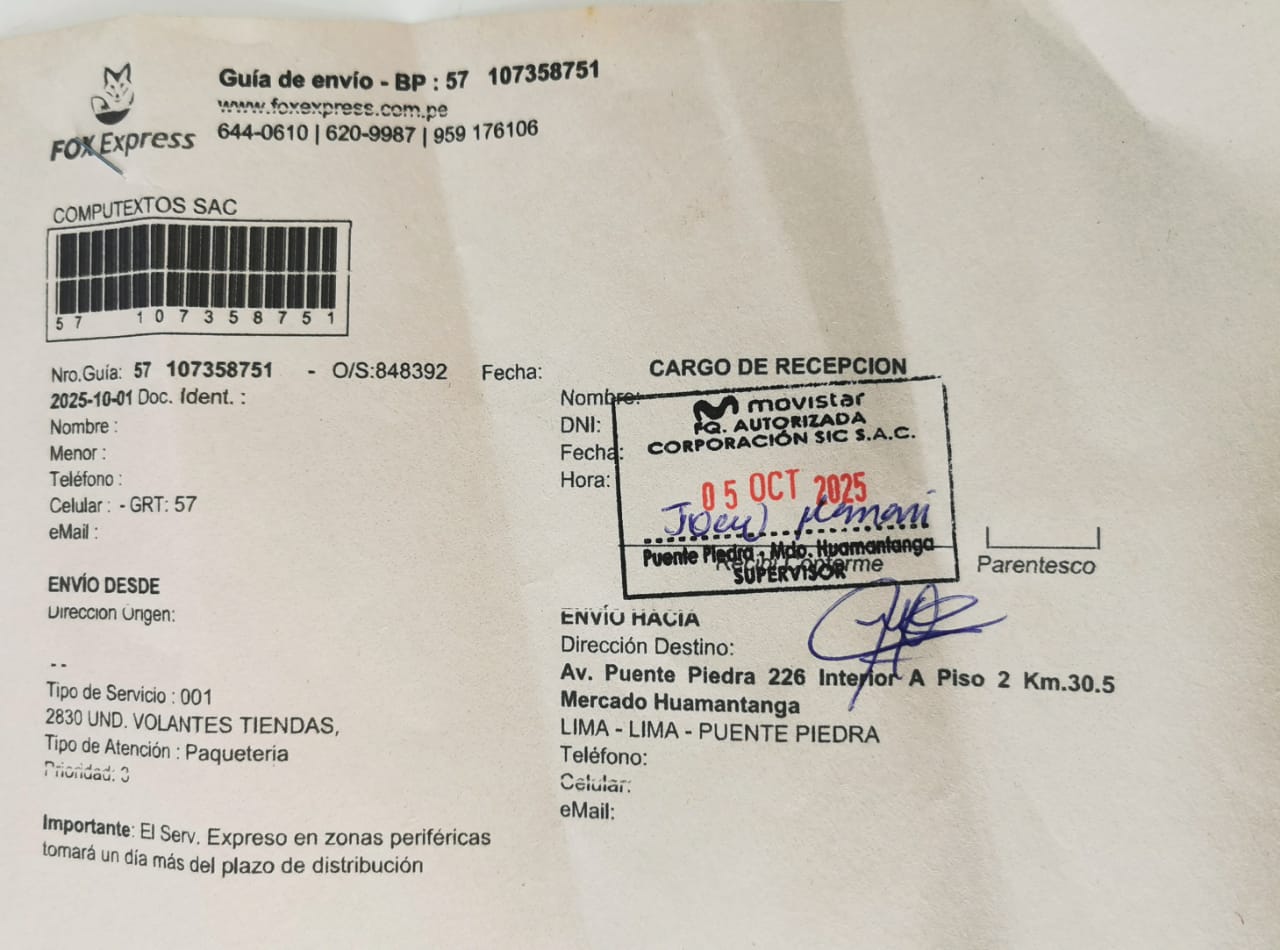 Guía de envío - BP : 57 107358751
www.foxexpress.com.pe
644-0610 | 620-9987 | 959 176106
FOX Express
COMPUTEXTOS SAC
57 107358751
Nro.Guía: 57 107358751 - O/S:848392 Fecha:
2025-10-01 Doc. Ident. :
Nombre :
Menor :
Teléfono :
Celular : - GRT: 57
eMail :
CARGO DE RECEPCION
Nombre:
DNI:
Fecha:
Hora:
movistar
FQ. AUTORIZADA
CORPORACIÓN SIC S.A.C.
05 OCT 2025
Mamani
Puente Piedra - Mdo. Huamantanga
SUPERVISOR
Recibí Conforme
Parentesco
ENVÍO DESDE
Dirección Origen:
--
Tipo de Servicio : 001
2830 UND. VOLANTES TIENDAS,
Tipo de Atención : Paquetería
Prioridad: 3
ENVÍO HACIA
Dirección Destino:
Av. Puente Piedra 226 Interior A Piso 2 Km.30.5
Mercado Huamantanga
LIMA - LIMA - PUENTE PIEDRA
Teléfono:
Celular:
eMail:
Importante: El Serv. Expreso en zonas periféricas
tomará un día más del plazo de distribución